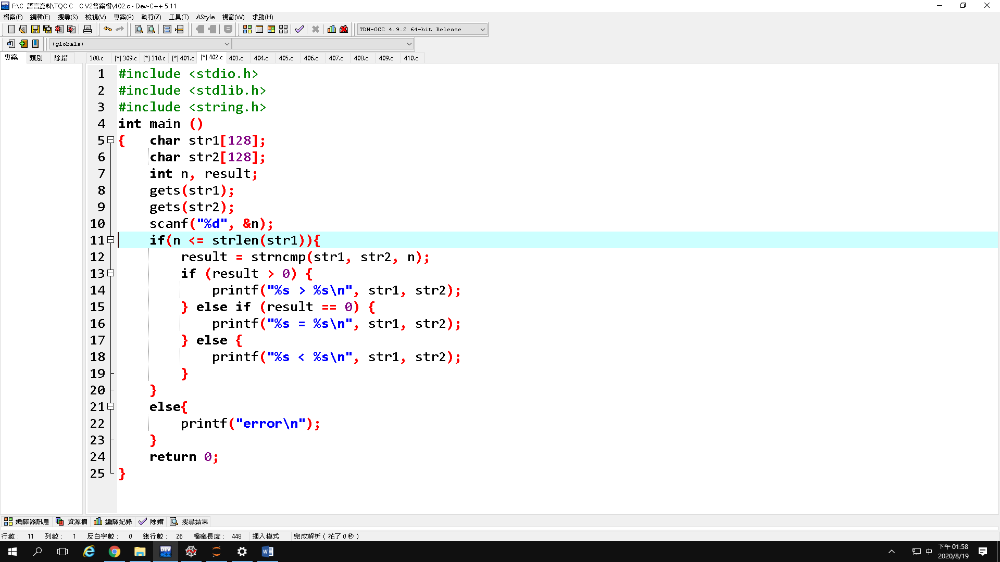 F:\C 語言資料\TQC C   C V2答案檔\402.c - Dev-C++ 5.11
檔案(F) 編輯(E) 搜尋(S) 檢視(V) 專案(P) 執行(Z) 工具(T) AStyle 視窗(W) 求助(H)
TDM-GCC 4.9.2 64-bit Release
(globals)
專案 類別 除錯 308.c [*] 309.c [*] 310.c [*] 401.c [*] 402.c 403.c 404.c 405.c 406.c 407.c 408.c 409.c 410.c
1 #include <stdio.h>
2 #include <stdlib.h>
3 #include <string.h>
4 int main ()
5 {   char str1[128];
6     char str2[128];
7     int n, result;
8     gets(str1);
9     gets(str2);
10     scanf("%d", &n);
11     if(n <= strlen(str1)){
12         result = strncmp(str1, str2, n);
13         if (result > 0) {
14             printf("%s > %s\n", str1, str2);
15         } else if (result == 0) {
16             printf("%s = %s\n", str1, str2);
17         } else {
18             printf("%s < %s\n", str1, str2);
19         }
20     }
21     else{
22         printf("error\n");
23     }
24     return 0;
25 }
編譯器訊息 資源檔 編譯紀錄 除錯 搜尋結果
行數 : 11 列數 : 1 反白字數 : 0 總行數 : 26 檔案長度 : 448 插入模式 完成解析 ( 花了 0 秒 )
DEV 中 下午 01:58
2020/8/19